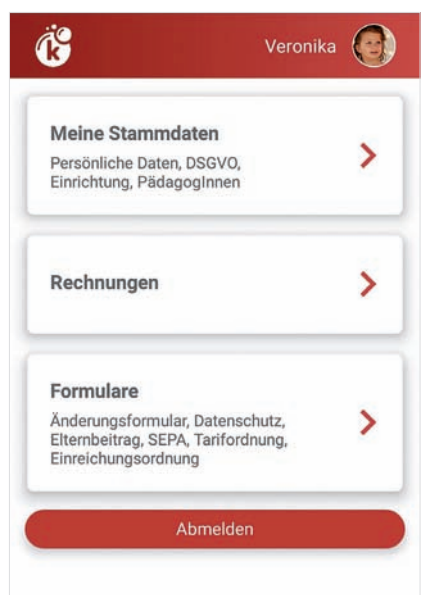 k
Veronika
Meine Stammdaten
Persönliche Daten, DSGVO,
Einrichtung, PädagogInnen
Rechnungen
Formulare
Änderungsformular, Datenschutz,
Elternbeitrag, SEPA, Tarifordnung,
Einreichungsordnung
Abmelden